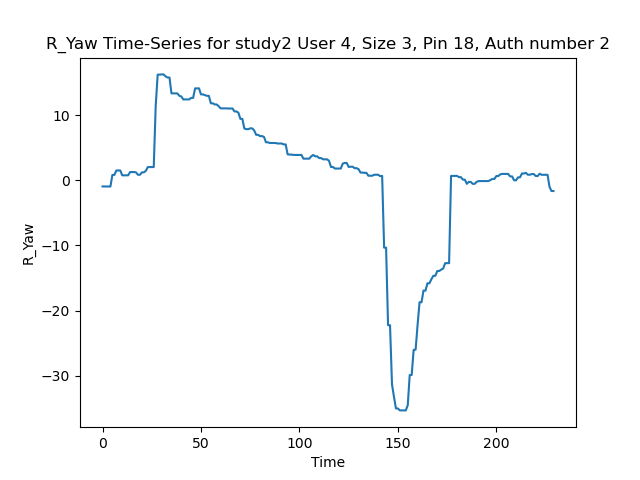 R_Yaw Time-Series for study2 User 4, Size 3, Pin 18, Auth number 2
10
0
−10
−20
−30
R_Yaw
0 50 100 150 200
Time